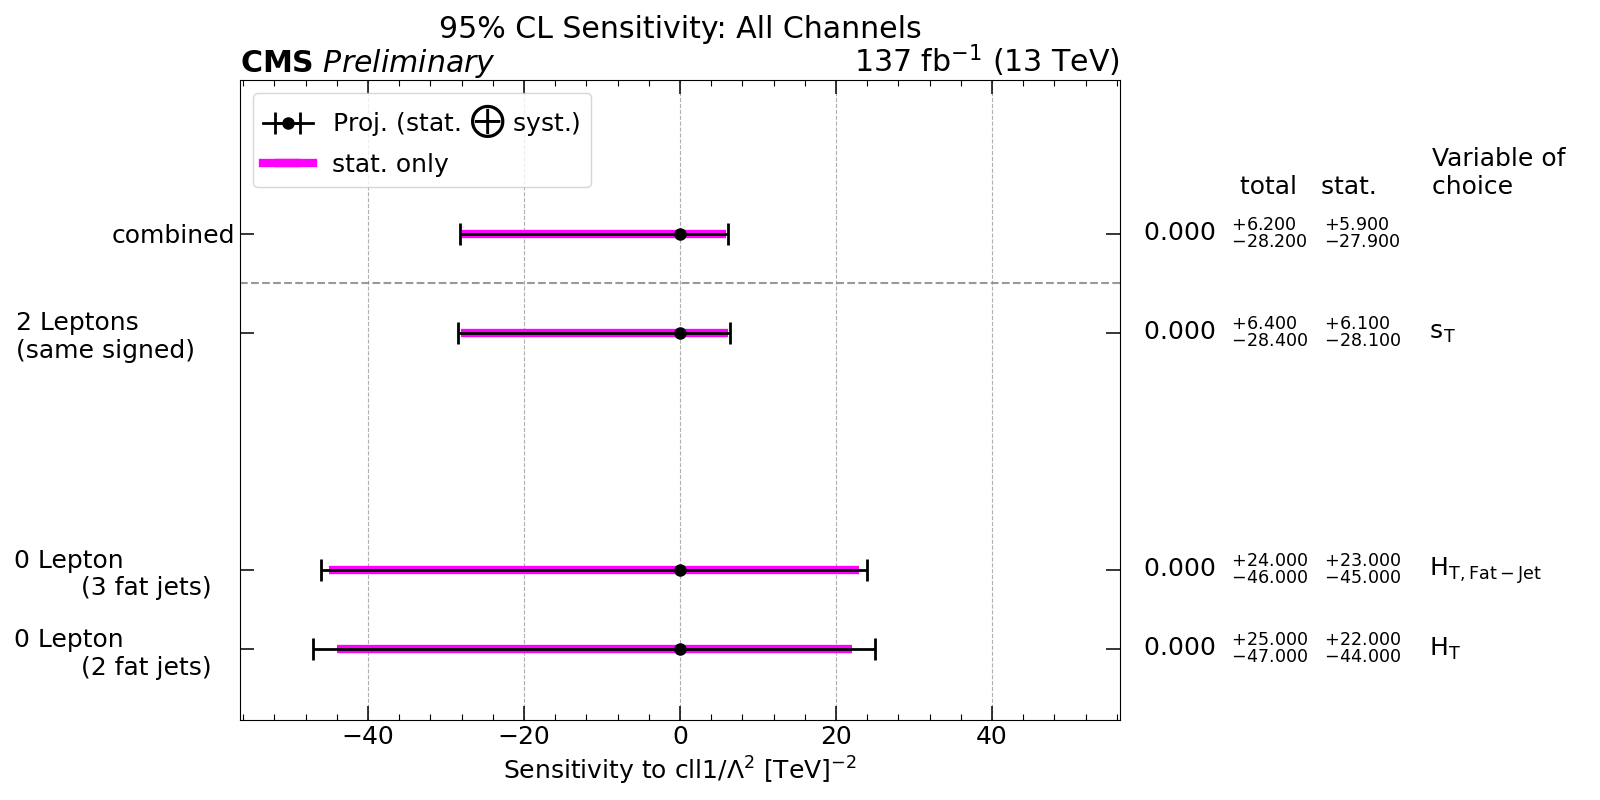 95% CL Sensitivity: All Channels
CMS Preliminary
137 fb⁻¹ (13 TeV)
Proj. (stat. ⊕ syst.)
stat. only
total stat. Variable of
choice
combined 0.000 +6.200 −28.200 +5.900 −27.900
2 Leptons
(same signed) 0.000 +6.400 −28.400 +6.100 −28.100 s_T
0 Lepton
(3 fat jets) 0.000 +24.000 −46.000 +23.000 −45.000 H_T, Fat−Jet
0 Lepton
(2 fat jets) 0.000 +25.000 −47.000 +22.000 −44.000 H_T
−40 −20 0 20 40
Sensitivity to cll1/Λ² [TeV]⁻²